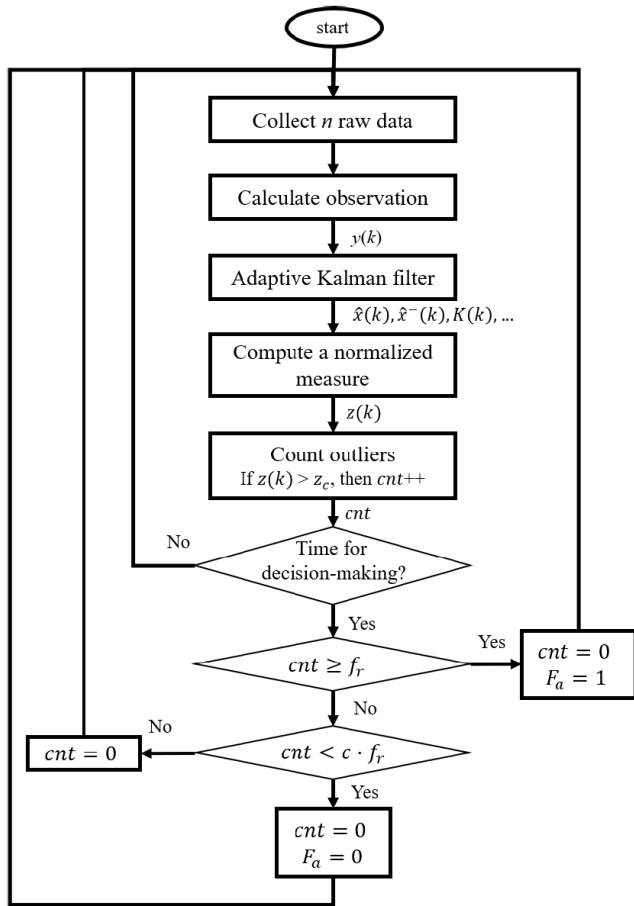 start
Collect n raw data
Calculate observation
y(k)
Adaptive Kalman filter
x̂(k), x̂⁻(k), K(k), ...
Compute a normalized
measure
z(k)
Count outliers
If z(k) > z_c, then cnt++
cnt
No
Time for
decision-making?
Yes
cnt ≥ f_r
Yes
cnt = 0
F_a = 1
No
No
cnt < c · f_r
cnt = 0
Yes
cnt = 0
F_a = 0